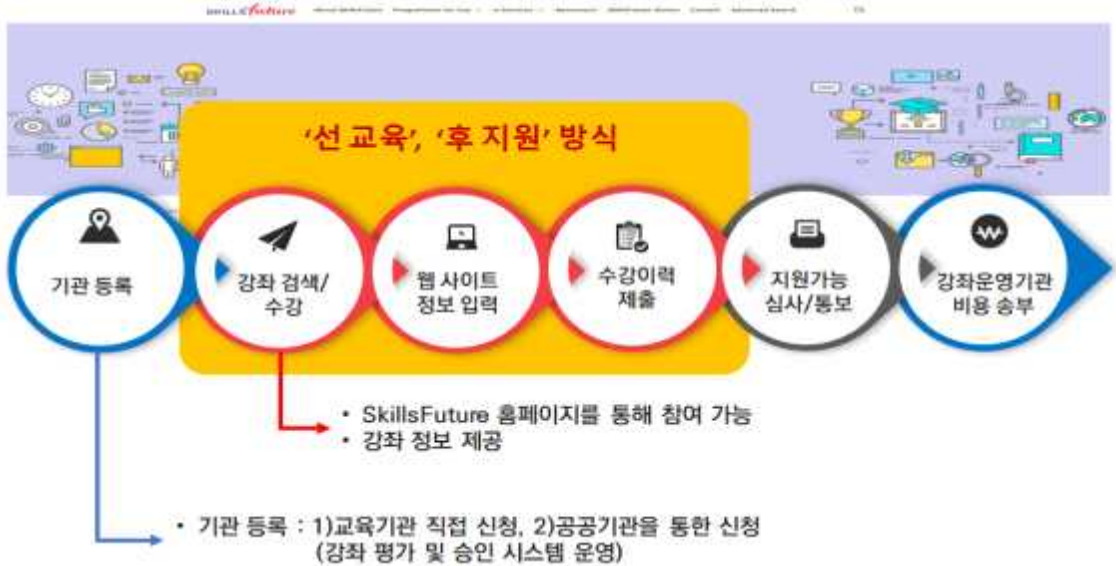 SKILLSfuture
'선 교육', '후 지원' 방식
기관 등록
강좌 검색/
수강
웹 사이트
정보 입력
수강이력
제출
지원가능
심사/통보
강좌운영기관
비용 송부
• SkillsFuture 홈페이지를 통해 참여 가능
• 강좌 정보 제공
• 기관 등록 : 1)교육기관 직접 신청, 2)공공기관을 통한 신청
(강좌 평가 및 승인 시스템 운영)